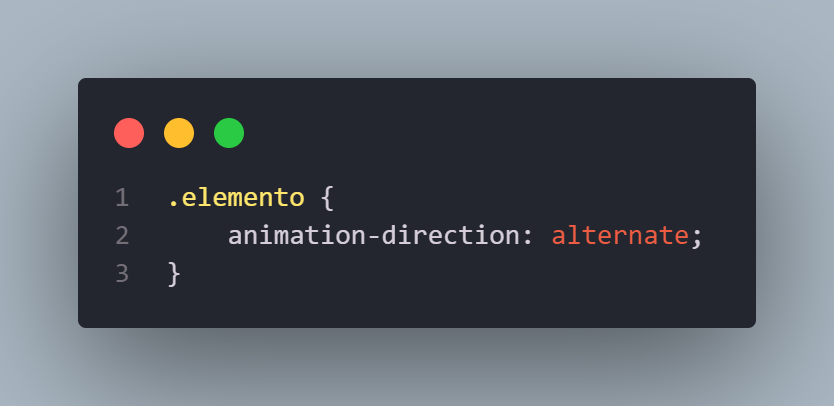 1 .elemento {
2     animation-direction: alternate;
3 }